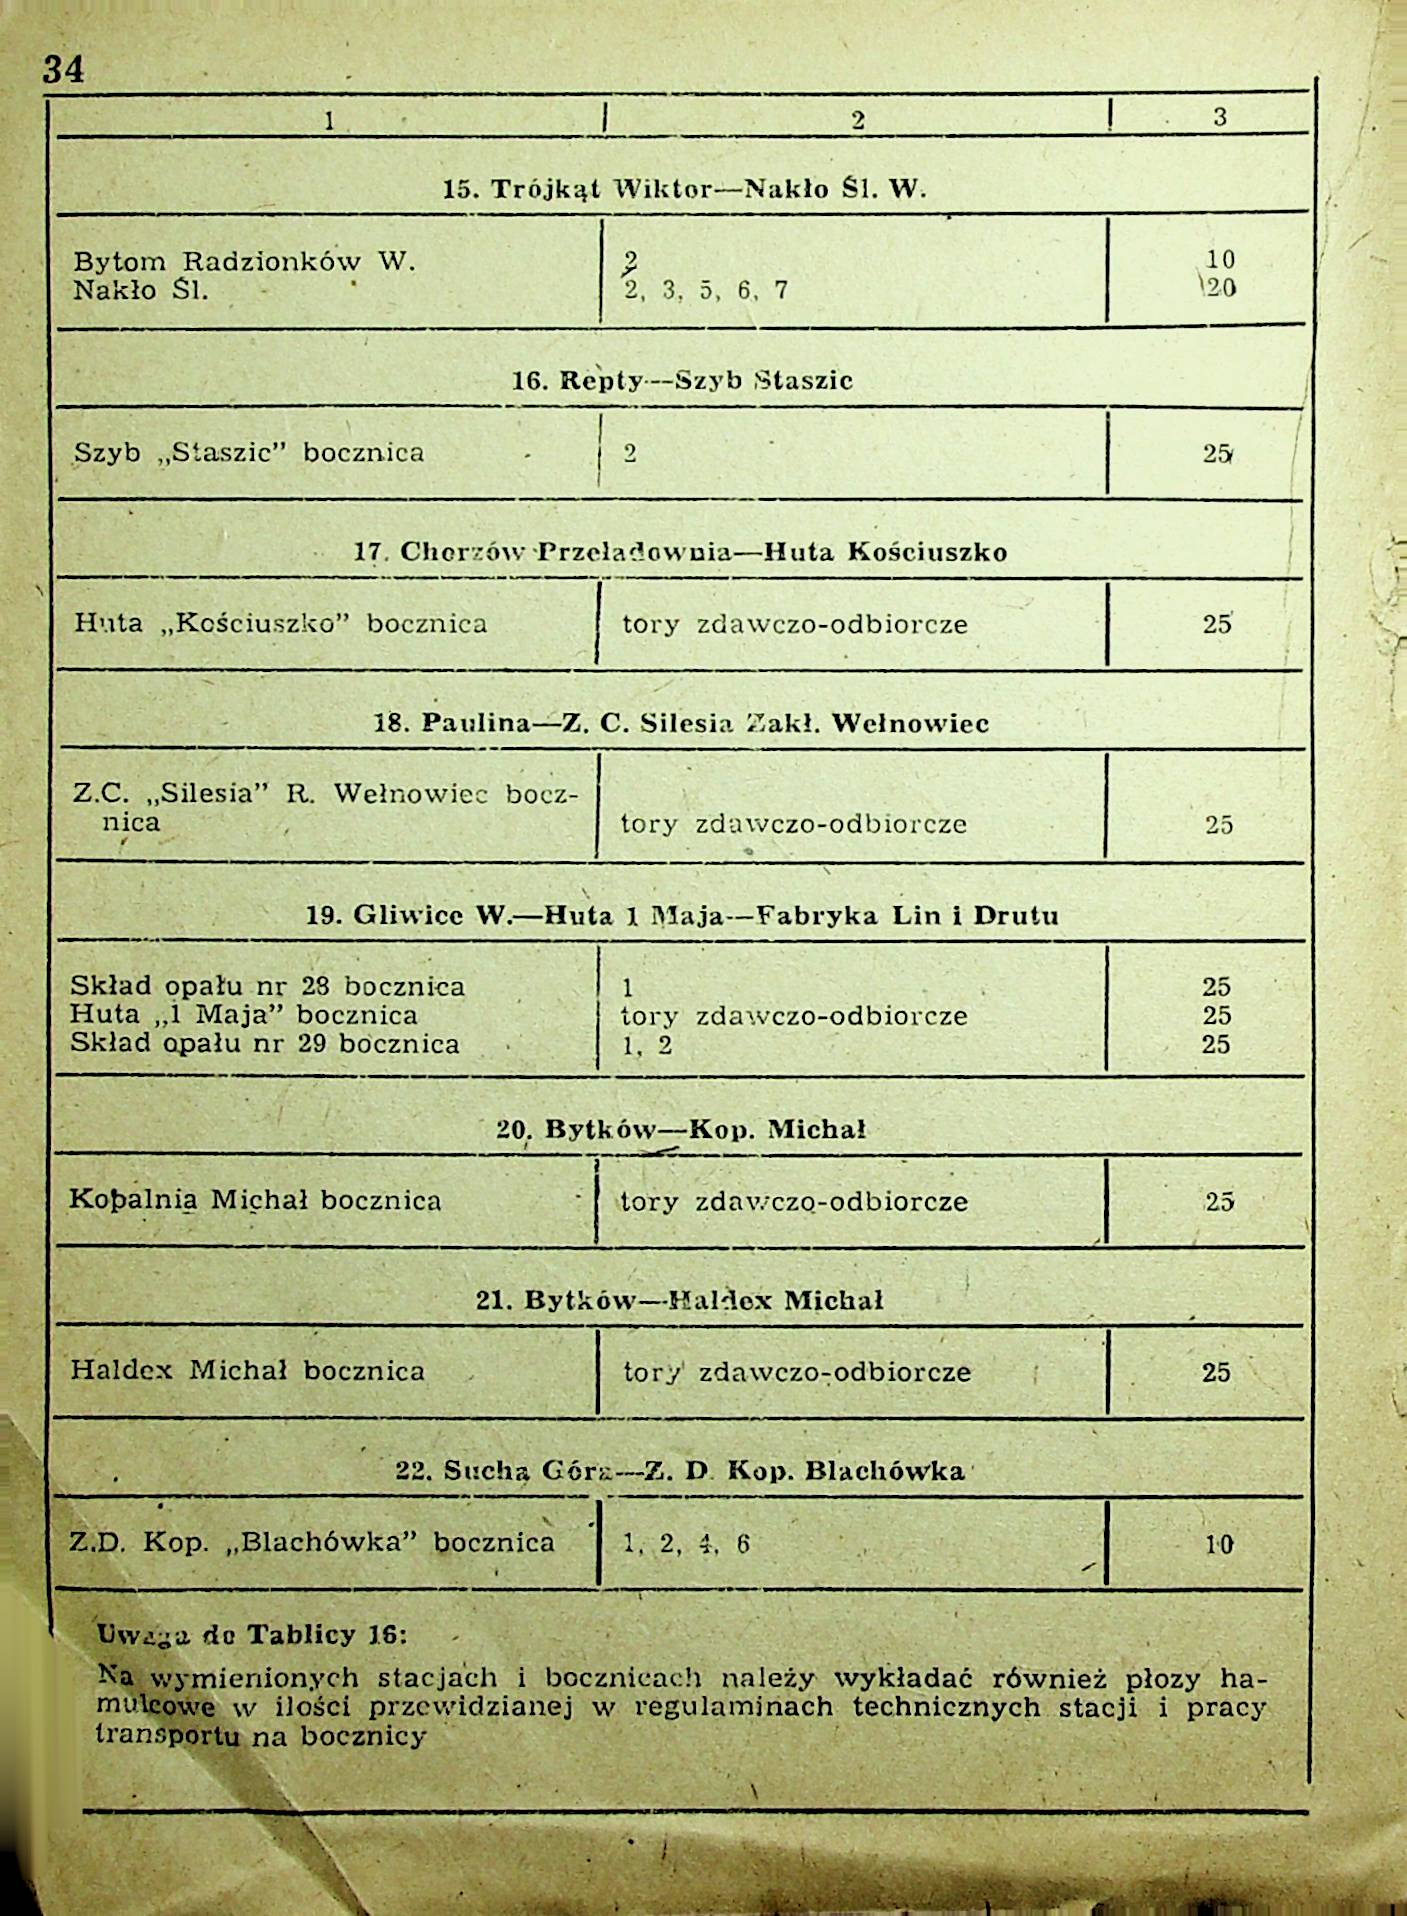 34
1 2 3
15. Trójkąt Wiktor—Nakło Śl. W.
Bytom Radzionków W. 2 10
Nakło Śl. 2, 3, 5, 6, 7 20
16. Repty—Szyb Staszic
Szyb „Staszic” bocznica 2 25
17. Chorzów Przeładownia—Huta Kościuszko
Huta „Kościuszko” bocznica tory zdawczo-odbiorcze 25
18. Paulina—Z. C. Silesia Zakł. Wełnowiec
Z.C. „Silesia” R. Wełnowiec bocz-
nica tory zdawczo-odbiorcze 25
19. Gliwice W.—Huta 1 Maja—Fabryka Lin i Drutu
Skład opału nr 28 bocznica 1 25
Huta „1 Maja” bocznica tory zdawczo-odbiorcze 25
Skład opału nr 29 bocznica 1, 2 25
20. Bytków—Kop. Michał
Kopalnia Michał bocznica tory zdawczo-odbiorcze 25
21. Bytków—Haldex Michał
Haldex Michał bocznica tory zdawczo-odbiorcze 25
22. Sucha Góra—Z. D. Kop. Blachówka
Z.D. Kop. „Blachówka” bocznica 1, 2, 4, 6 10
Uwaga do Tablicy 16:
Na wymienionych stacjach i bocznicach należy wykładać również płozy ha-
mulcowe w ilości przewidzianej w regulaminach technicznych stacji i pracy
transportu na bocznicy